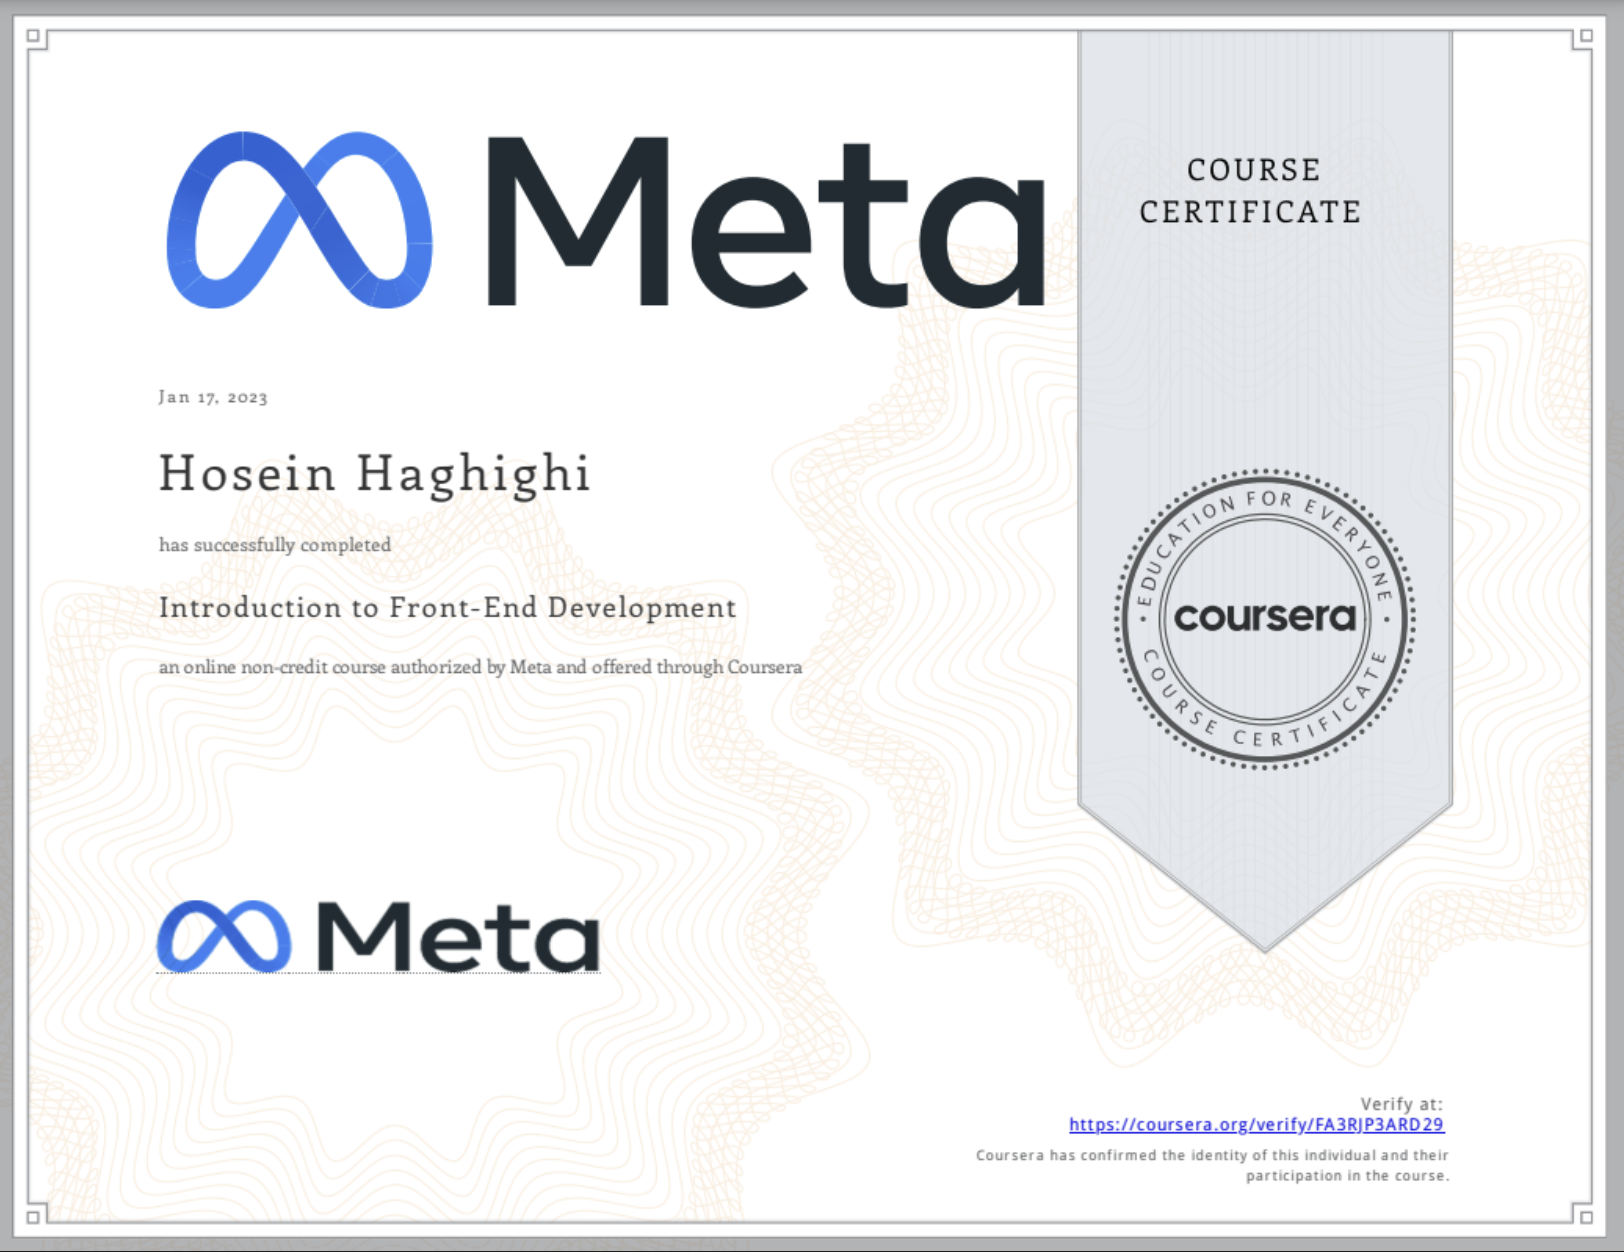 Meta
COURSE
CERTIFICATE
Jan 17, 2023
Hosein Haghighi
has successfully completed
Introduction to Front-End Development
an online non-credit course authorized by Meta and offered through Coursera
EDUCATION FOR EVERYONE
coursera
COURSE CERTIFICATE
Meta
Verify at:
https://coursera.org/verify/FA3RJP3ARD29
Coursera has confirmed the identity of this individual and their
participation in the course.